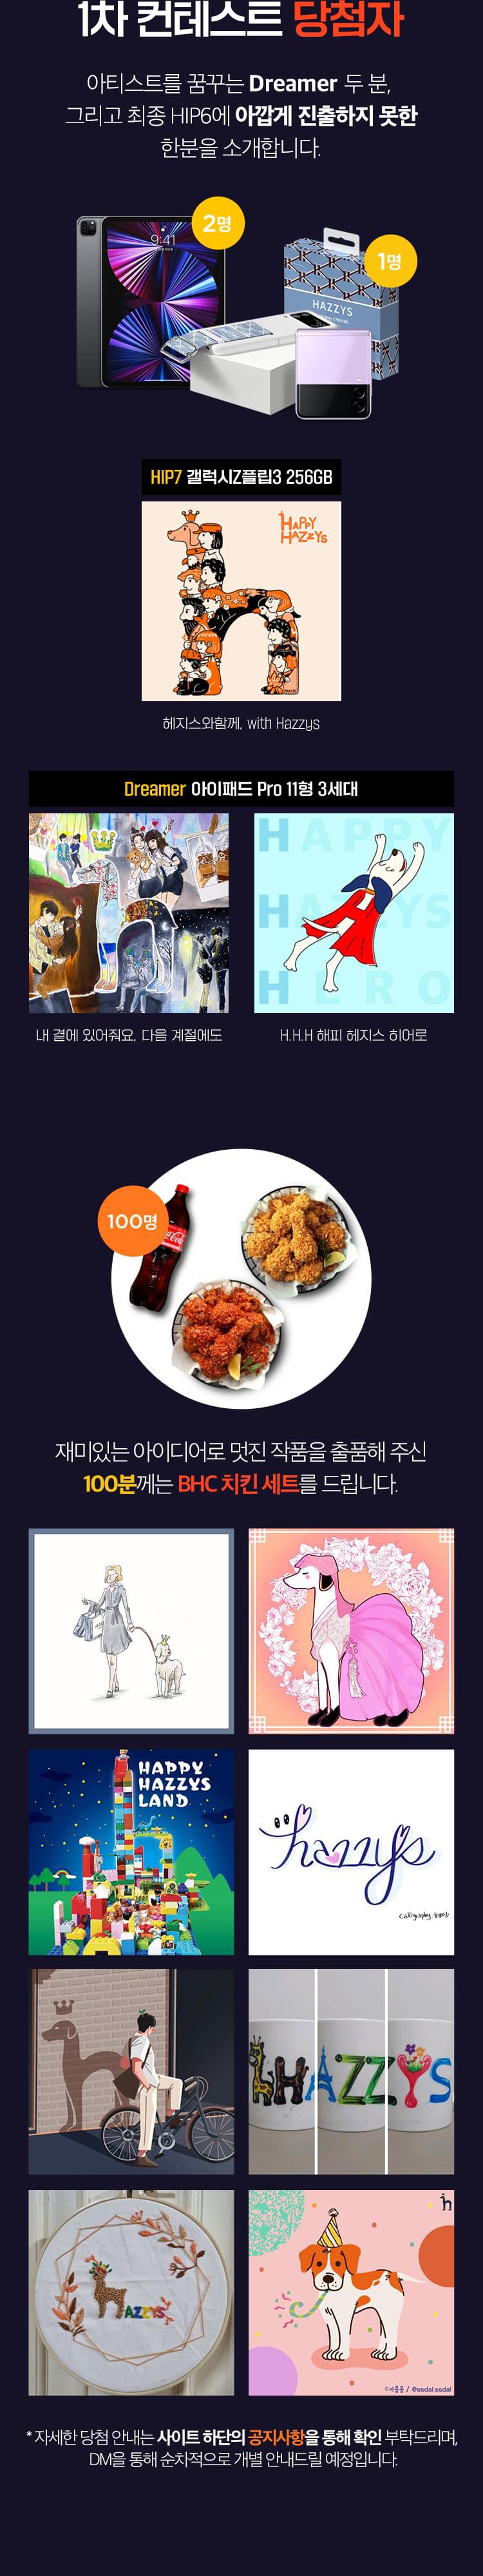 1차 컨테스트 당첨자
아티스트를 꿈꾸는 Dreamer 두 분,
그리고 최종 HIP6에 아깝게 진출하지 못한
한분을 소개합니다.
2명
9:41
1명
HAZZYS
HIP7 갤럭시Z플립3 256GB
HAPPY
HAZZYS
헤지스와함께, with Hazzys
Dreamer 아이패드 Pro 11형 3세대
HAPPY
HAZZYS
HERO
내 곁에 있어줘요, 다음 계절에도
H.H.H 해피 헤지스 히어로
100명
재미있는 아이디어로 멋진 작품을 출품해 주신
100분께는 BHC 치킨 세트를 드립니다.
HAPPY
HAZZYS
LAND
hazzys
Calligraphy
HAZZYS
AZZYS
h
©자몽몽 / @ssdal_ssdal
* 자세한 당첨 안내는 사이트 하단의 공지사항을 통해 확인 부탁드리며,
DM을 통해 순차적으로 개별 안내드릴 예정입니다.